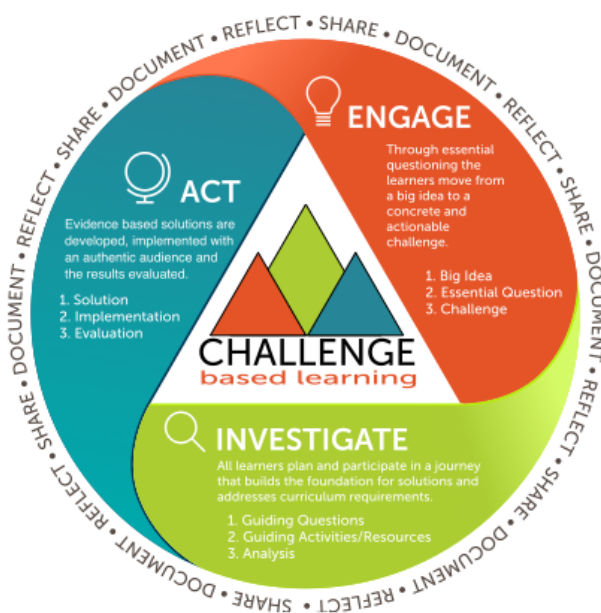 SHARE • DOCUMENT • REFLECT • SHARE • DOCUMENT • REFLECT • SHARE • DOCUMENT • REFLECT • SHARE • DOCUMENT • REFLECT • SHARE • DOCUMENT • REFLECT • SHARE • DOCUMENT • REFLECT • SHARE • DOCUMENT • REFLECT •
ENGAGE
Through essential
questioning the
learners move from
a big idea to a
concrete and
actionable
challenge.
1. Big Idea
2. Essential Question
3. Challenge
ACT
Evidence based solutions are
developed, implemented with
an authentic audience and
the results evaluated.
1. Solution
2. Implementation
3. Evaluation
CHALLENGE
based learning
INVESTIGATE
All learners plan and participate in a journey
that builds the foundation for solutions and
addresses curriculum requirements.
1. Guiding Questions
2. Guiding Activities/Resources
3. Analysis